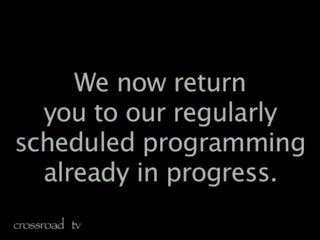 We now return
you to our regularly
scheduled programming
already in progress.
crossroad tv